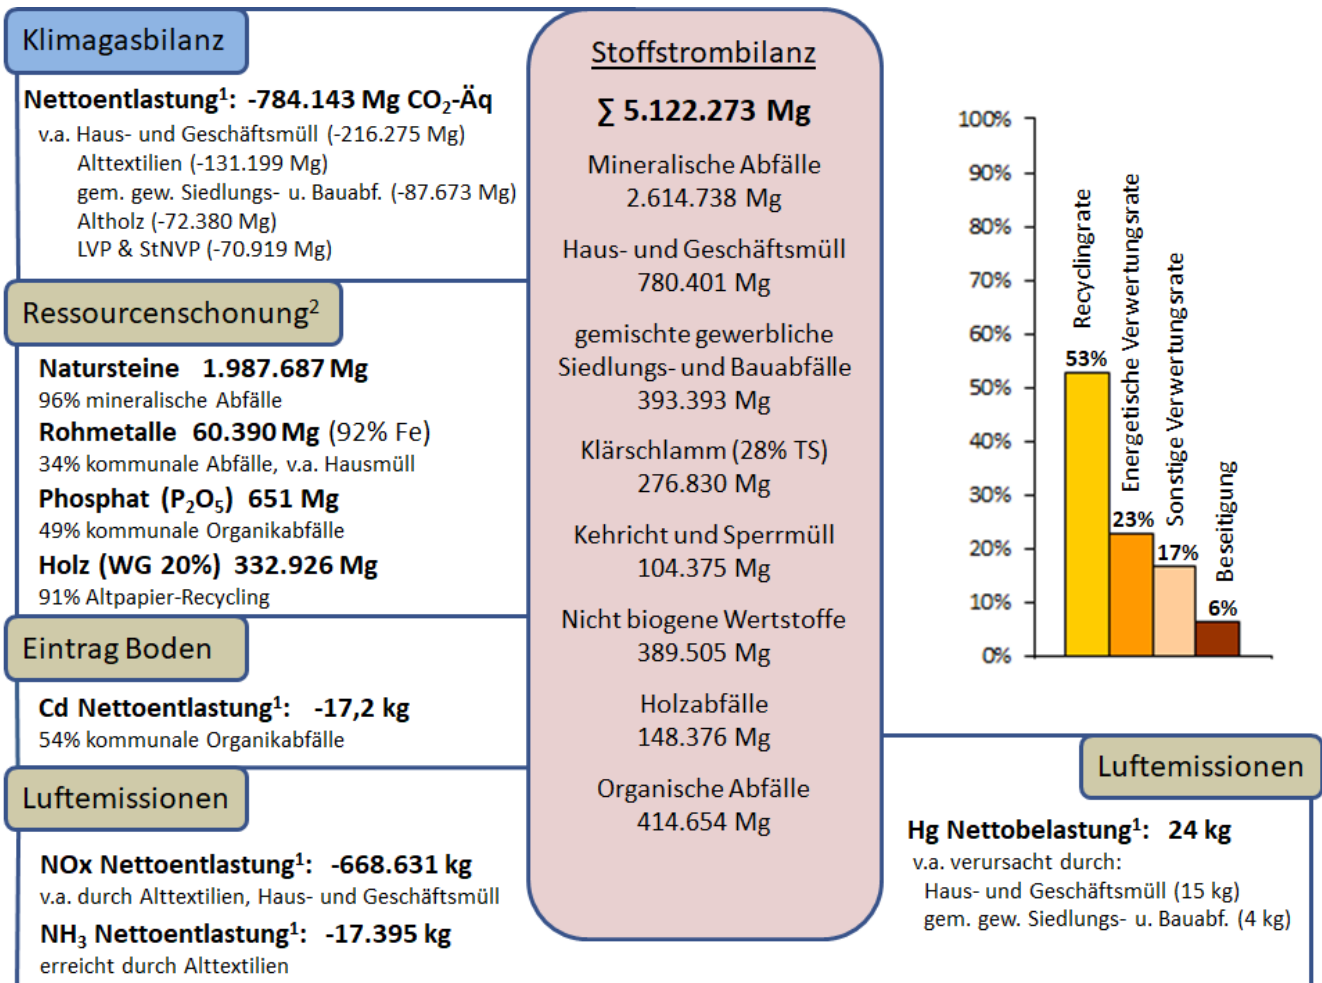 Klimagasbilanz
Nettoentlastung¹: -784.143 Mg CO₂-Äq
v.a. Haus- und Geschäftsmüll (-216.275 Mg)
Alttextilien (-131.199 Mg)
gem. gew. Siedlungs- u. Bauabf. (-87.673 Mg)
Altholz (-72.380 Mg)
LVP & StNVP (-70.919 Mg)
Ressourcenschonung²
Natursteine 1.987.687 Mg
96% mineralische Abfälle
Rohmetalle 60.390 Mg (92% Fe)
34% kommunale Abfälle, v.a. Hausmüll
Phosphat (P₂O₅) 651 Mg
49% kommunale Organikabfälle
Holz (WG 20%) 332.926 Mg
91% Altpapier-Recycling
Eintrag Boden
Cd Nettoentlastung¹: -17,2 kg
54% kommunale Organikabfälle
Luftemissionen
NOx Nettoentlastung¹: -668.631 kg
v.a. durch Alttextilien, Haus- und Geschäftsmüll
NH₃ Nettoentlastung¹: -17.395 kg
erreicht durch Alttextilien
Stoffstrombilanz
∑ 5.122.273 Mg
Mineralische Abfälle
2.614.738 Mg
Haus- und Geschäftsmüll
780.401 Mg
gemischte gewerbliche
Siedlungs- und Bauabfälle
393.393 Mg
Klärschlamm (28% TS)
276.830 Mg
Kehricht und Sperrmüll
104.375 Mg
Nicht biogene Wertstoffe
389.505 Mg
Holzabfälle
148.376 Mg
Organische Abfälle
414.654 Mg
100%
90%
80%
70%
60%
50%
40%
30%
20%
10%
0%
Recyclingrate
53%
Energetische Verwertungsrate
23%
Sonstige Verwertungsrate
17%
Beseitigung
6%
Luftemissionen
Hg Nettobelastung¹: 24 kg
v.a. verursacht durch:
Haus- und Geschäftsmüll (15 kg)
gem. gew. Siedlungs- u. Bauabf. (4 kg)